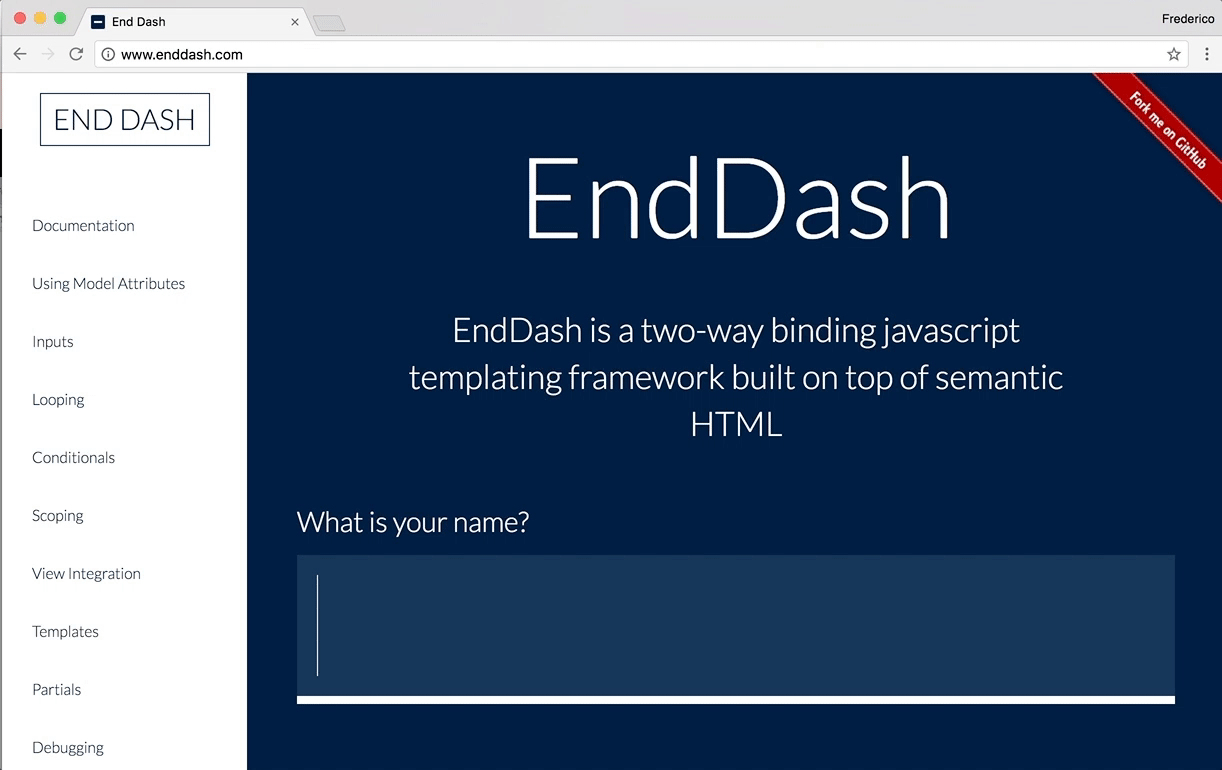 End Dash
Frederico
www.enddash.com
END DASH
Documentation
Using Model Attributes
Inputs
Looping
Conditionals
Scoping
View Integration
Templates
Partials
Debugging
Fork me on GitHub
EndDash
EndDash is a two-way binding javascript
templating framework built on top of semantic
HTML
What is your name?